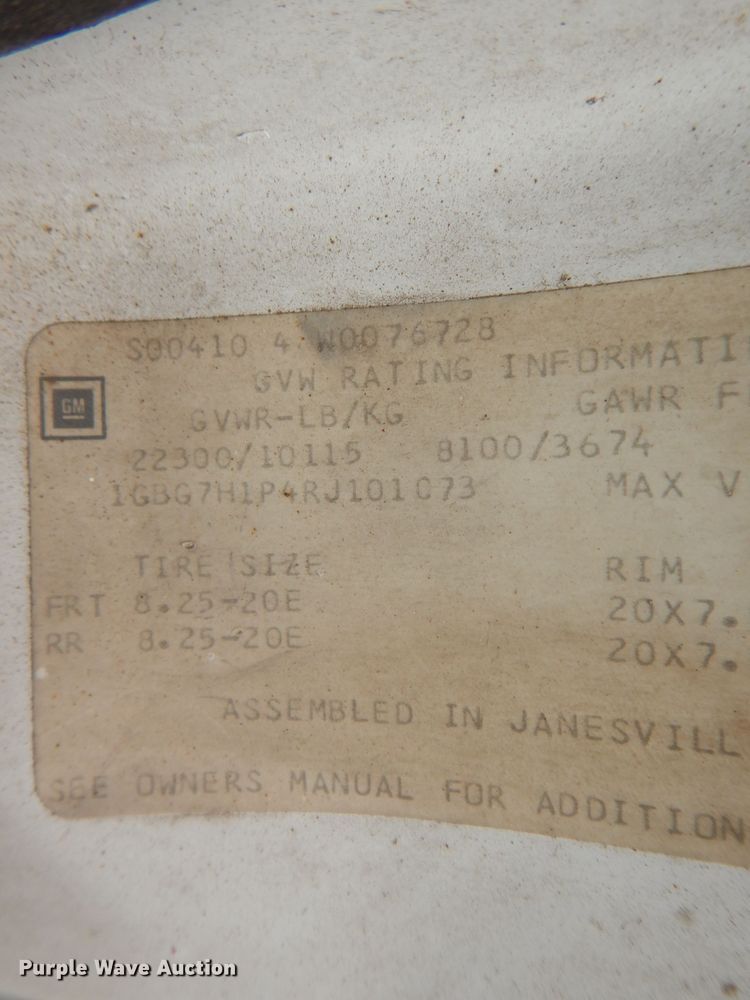 S00410 4 W0076728
GVW RATING INFORMATI
GM
GVWR-LB/KG GAWR F
22300/10115 8100/3674
1GBG7H1P4RJ101073 MAX V
TIRE SIZE RIM
FRT 8.25-20E 20X7.
RR 8.25-20E 20X7.
ASSEMBLED IN JANESVILL
SEE OWNERS MANUAL FOR ADDITION
Purple Wave Auction